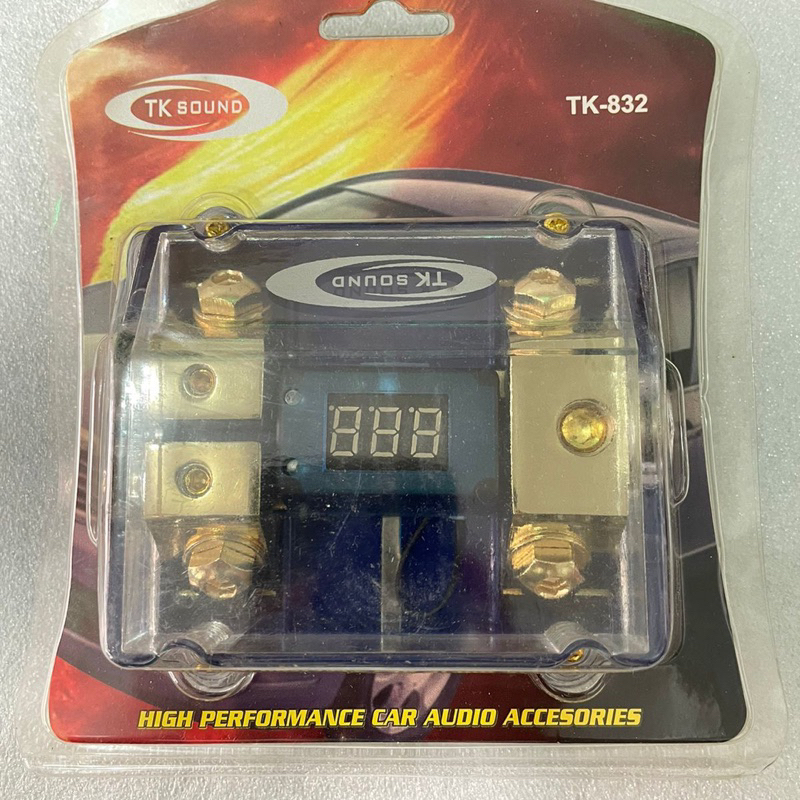 TK SOUND
TK-832
TK SOUND
888
HIGH PERFORMANCE CAR AUDIO ACCESORIES